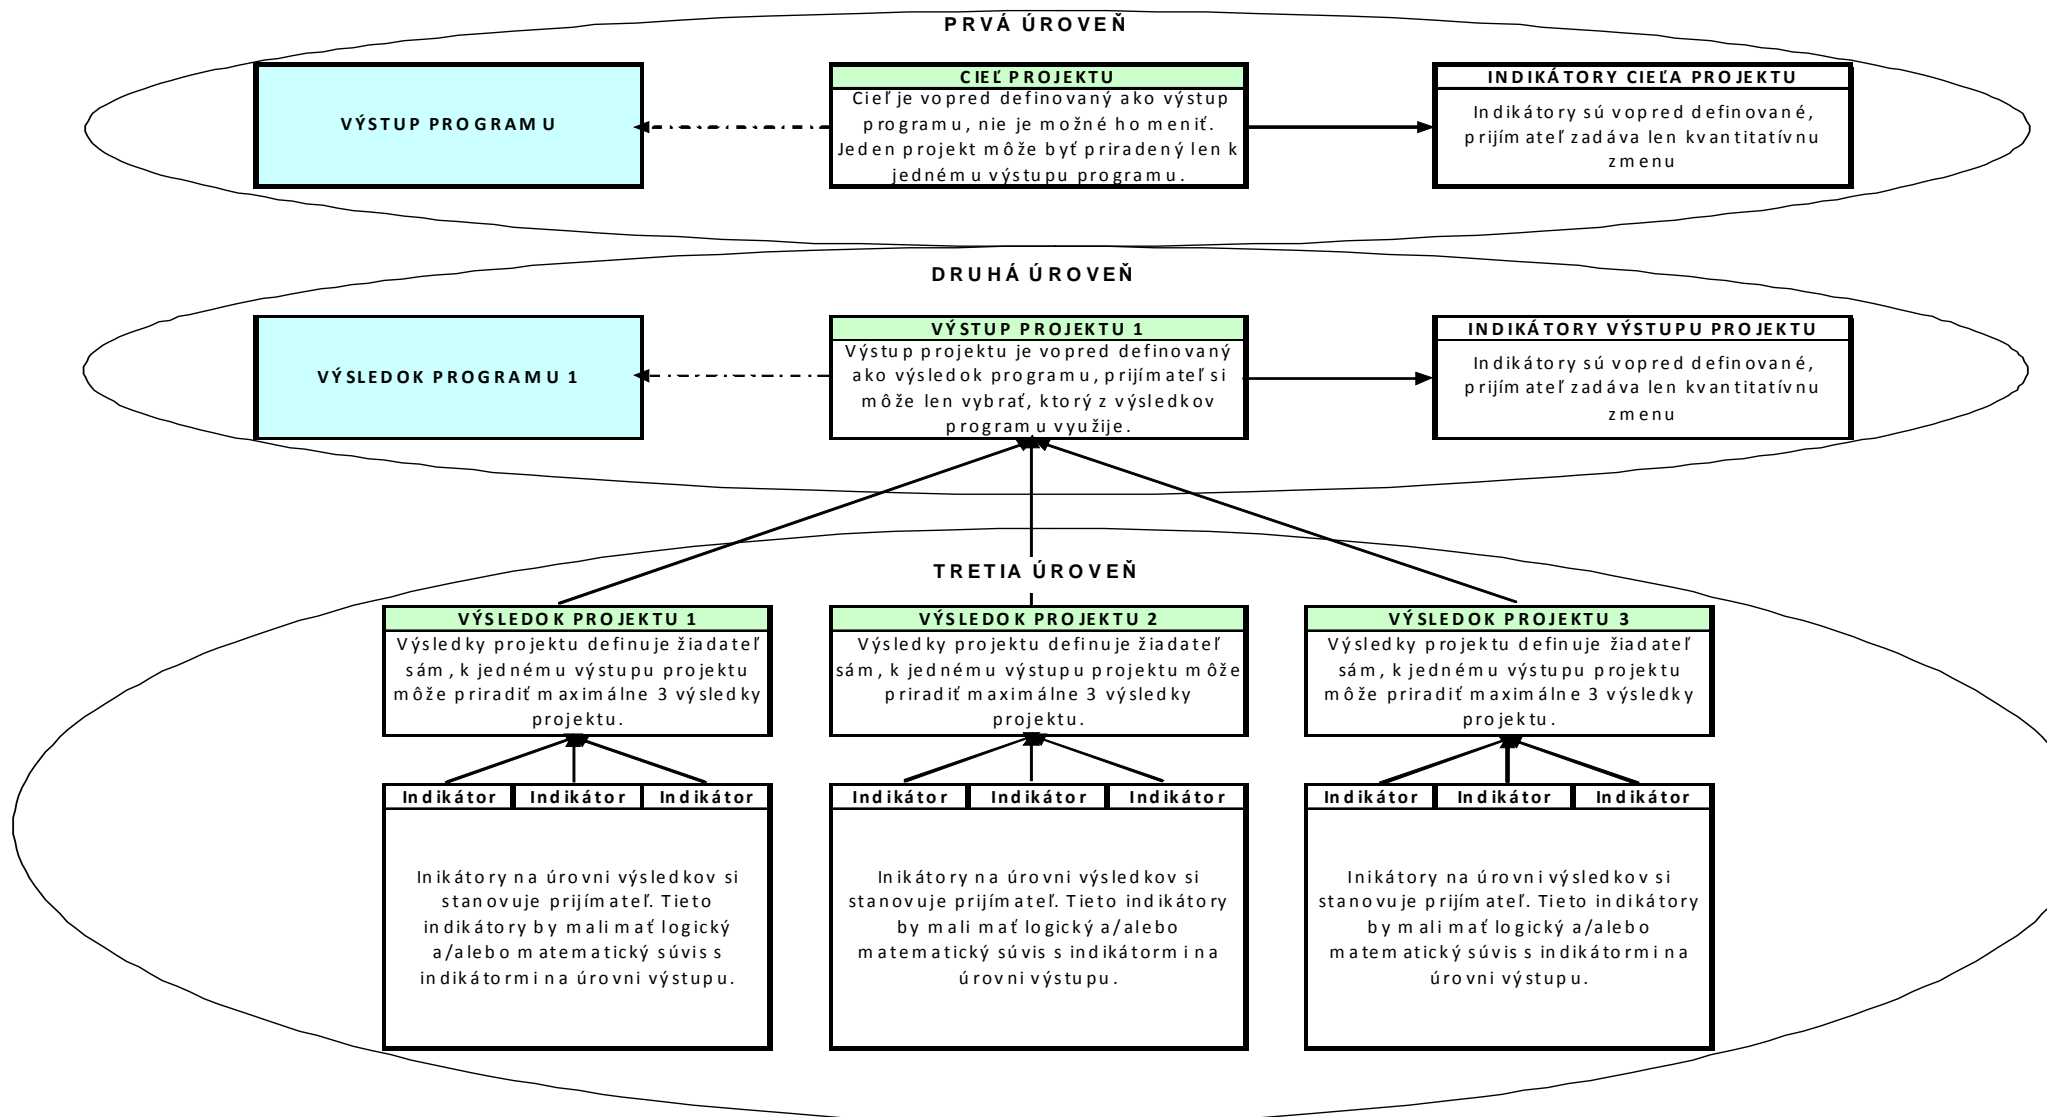 PRVÁ ÚROVEŇ
VÝSTUP PROGRAMU
CIEĽ PROJEKTU
Cieľ je vopred definovaný ako výstup
programu, nie je možné ho meniť.
Jeden projekt môže byť priradený len k
jednému výstupu programu.
INDIKÁTORY CIEĽA PROJEKTU
Indikátory sú vopred definované,
prijímateľ zadáva len kvantitatívnu
zmenu
DRUHÁ ÚROVEŇ
VÝSLEDOK PROGRAMU 1
VÝSTUP PROJEKTU 1
Výstup projektu je vopred definovaný
ako výsledok programu, prijímateľ si
môže len vybrať, ktorý z výsledkov
programu využije.
INDIKÁTORY VÝSTUPU PROJEKTU
Indikátory sú vopred definované,
prijímateľ zadáva len kvantitatívnu
zmenu
TRETIA ÚROVEŇ
VÝSLEDOK PROJEKTU 1
Výsledky projektu definuje žiadateľ
sám, k jednému výstupu projektu
môže priradiť maximálne 3 výsledky
projektu.
VÝSLEDOK PROJEKTU 2
Výsledky projektu definuje žiadateľ
sám, k jednému výstupu projektu môže
priradiť maximálne 3 výsledky
projektu.
VÝSLEDOK PROJEKTU 3
Výsledky projektu definuje žiadateľ
sám, k jednému výstupu projektu
môže priradiť maximálne 3 výsledky
projektu.
Indikátor Indikátor Indikátor
Inikátory na úrovni výsledkov si
stanovuje prijímateľ. Tieto
indikátory by mali mať logický
a/alebo matematický súvis s
indikátormi na úrovni výstupu.
Indikátor Indikátor Indikátor
Inikátory na úrovni výsledkov si
stanovuje prijímateľ. Tieto indikátory
by mali mať logický a/alebo
matematický súvis s indikátormi na
úrovni výstupu.
Indikátor Indikátor Indikátor
Inikátory na úrovni výsledkov si
stanovuje prijímateľ. Tieto indikátory
by mali mať logický a/alebo
matematický súvis s indikátormi na
úrovni výstupu.